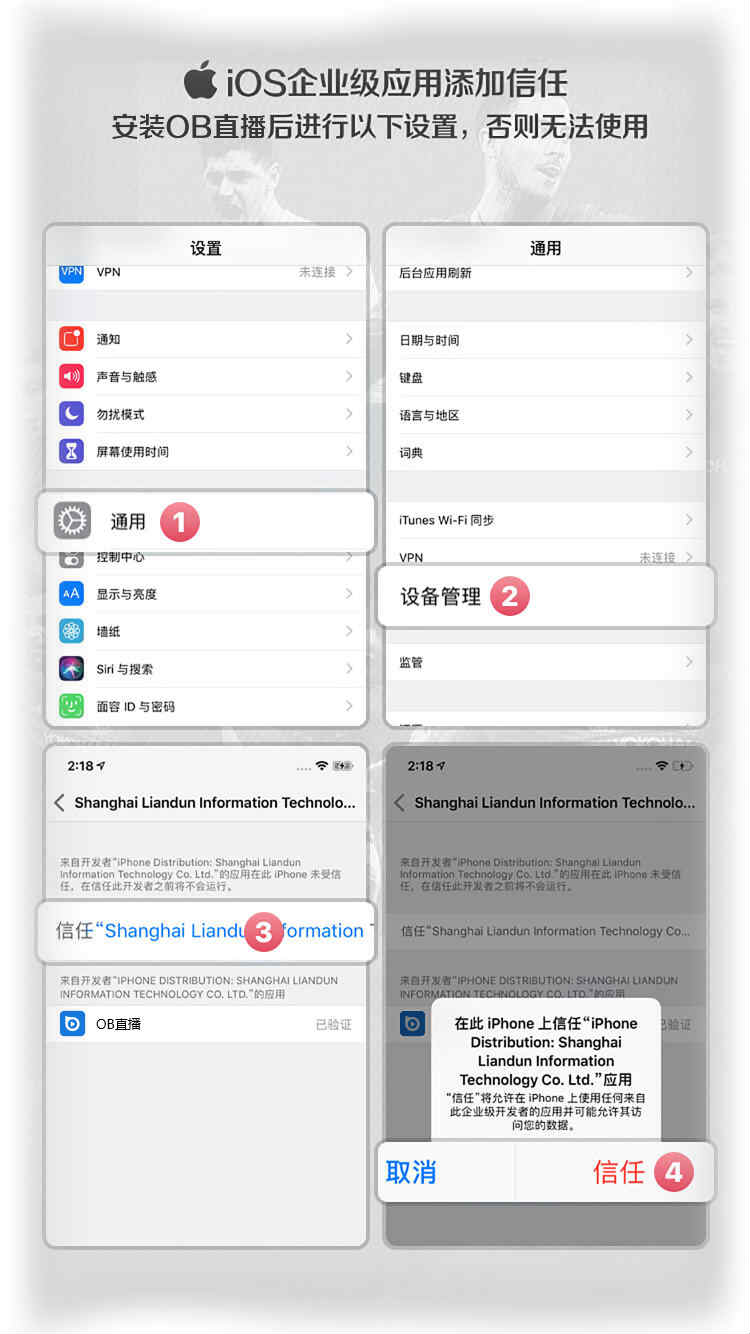 iOS企业级应用添加信任
安装OB直播后进行以下设置，否则无法使用
设置
VPN 未连接
通知
声音与触感
勿扰模式
屏幕使用时间
通用 1
控制中心
AA 显示与亮度
墙纸
Siri 与搜索
面容 ID 与密码
通用
后台应用刷新
日期与时间
键盘
语言与地区
词典
iTunes Wi-Fi 同步
VPN 未连接
设备管理 2
监管
2:18
Shanghai Liandun Information Technolo...
来自开发者“iPhone Distribution: Shanghai Liandun
Information Technology Co. Ltd.”的应用在此 iPhone 未受信
任，在信任此开发者之前将不会运行。
信任“Shanghai Liandu 3 formation
来自开发者“IPHONE DISTRIBUTION: SHANGHAI LIANDUN
INFORMATION TECHNOLOGY CO. LTD.”的应用
OB直播 已验证
2:18
Shanghai Liandun Information Technolo...
来自开发者“iPhone Distribution: Shanghai Liandun
Information Technology Co. Ltd.”的应用在此 iPhone 未受信
任，在信任此开发者之前将不会运行。
信任“Shanghai Liandun Information Technology Co...
来自开发者“IPHONE DISTRIBUTION: SHANGHAI LIANDUN
INFORMATION TECHNOLOGY CO. LTD.”的应用
已验证
在此 iPhone 上信任“iPhone
Distribution: Shanghai
Liandun Information
Technology Co. Ltd.”应用
“信任”将允许在 iPhone 上使用任何来自
此企业级开发者的应用并可能允许其访
问您的数据。
取消 信任 4